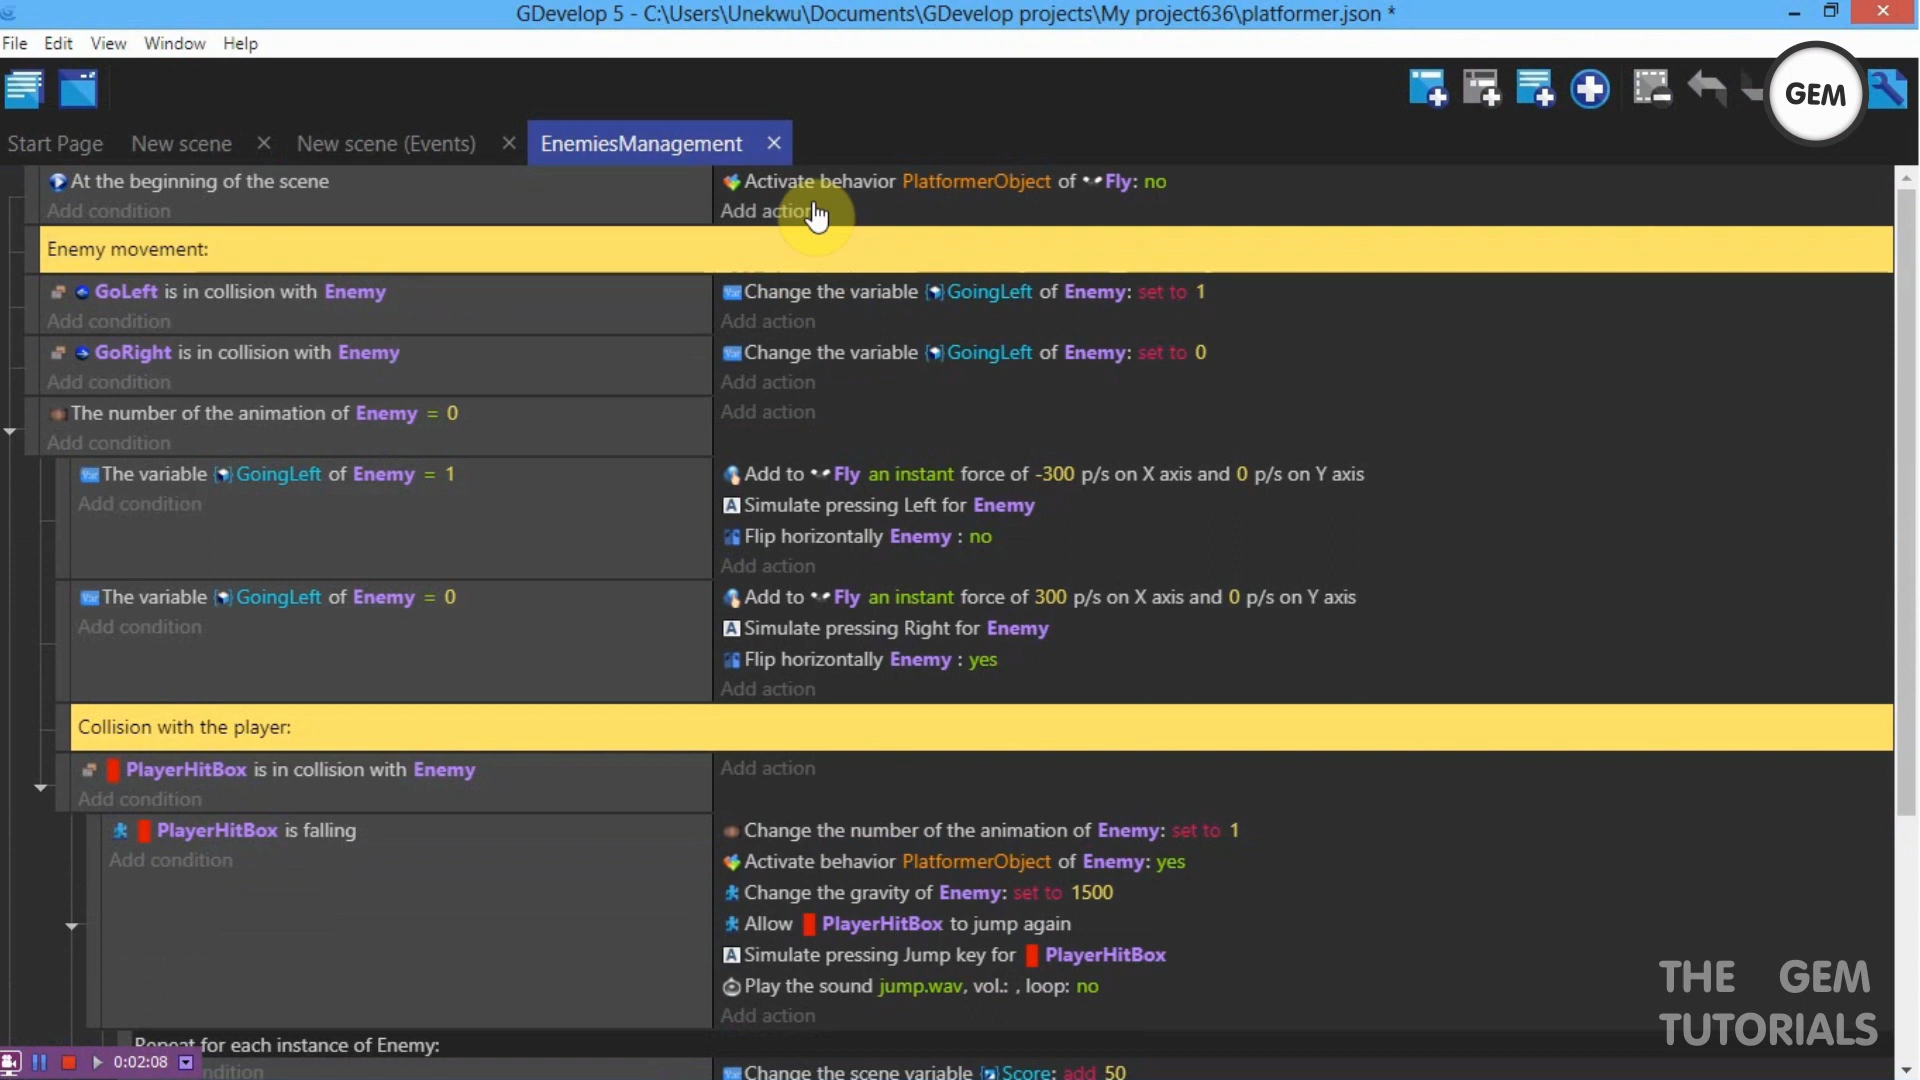 GDevelop 5 - C:\Users\Unekwu\Documents\GDevelop projects\My project636\platformer.json *
File Edit View Window Help
GEM
Start Page New scene × New scene (Events) × EnemiesManagement ×
At the beginning of the scene
Add condition
Activate behavior PlatformerObject of Fly: no
Add action
Enemy movement:
GoLeft is in collision with Enemy
Add condition
Change the variable GoingLeft of Enemy: set to 1
Add action
GoRight is in collision with Enemy
Add condition
Change the variable GoingLeft of Enemy: set to 0
Add action
The number of the animation of Enemy = 0
Add condition
Add action
The variable GoingLeft of Enemy = 1
Add condition
Add to Fly an instant force of -300 p/s on X axis and 0 p/s on Y axis
Simulate pressing Left for Enemy
Flip horizontally Enemy : no
Add action
The variable GoingLeft of Enemy = 0
Add condition
Add to Fly an instant force of 300 p/s on X axis and 0 p/s on Y axis
Simulate pressing Right for Enemy
Flip horizontally Enemy : yes
Add action
Collision with the player:
PlayerHitBox is in collision with Enemy
Add condition
Add action
PlayerHitBox is falling
Add condition
Change the number of the animation of Enemy: set to 1
Activate behavior PlatformerObject of Enemy: yes
Change the gravity of Enemy: set to 1500
Allow PlayerHitBox to jump again
Simulate pressing Jump key for PlayerHitBox
Play the sound jump.wav, vol.: , loop: no
Add action
Repeat for each instance of Enemy:
ndition
Change the scene variable Score: add 50
0:02:08
THE GEM
TUTORIALS